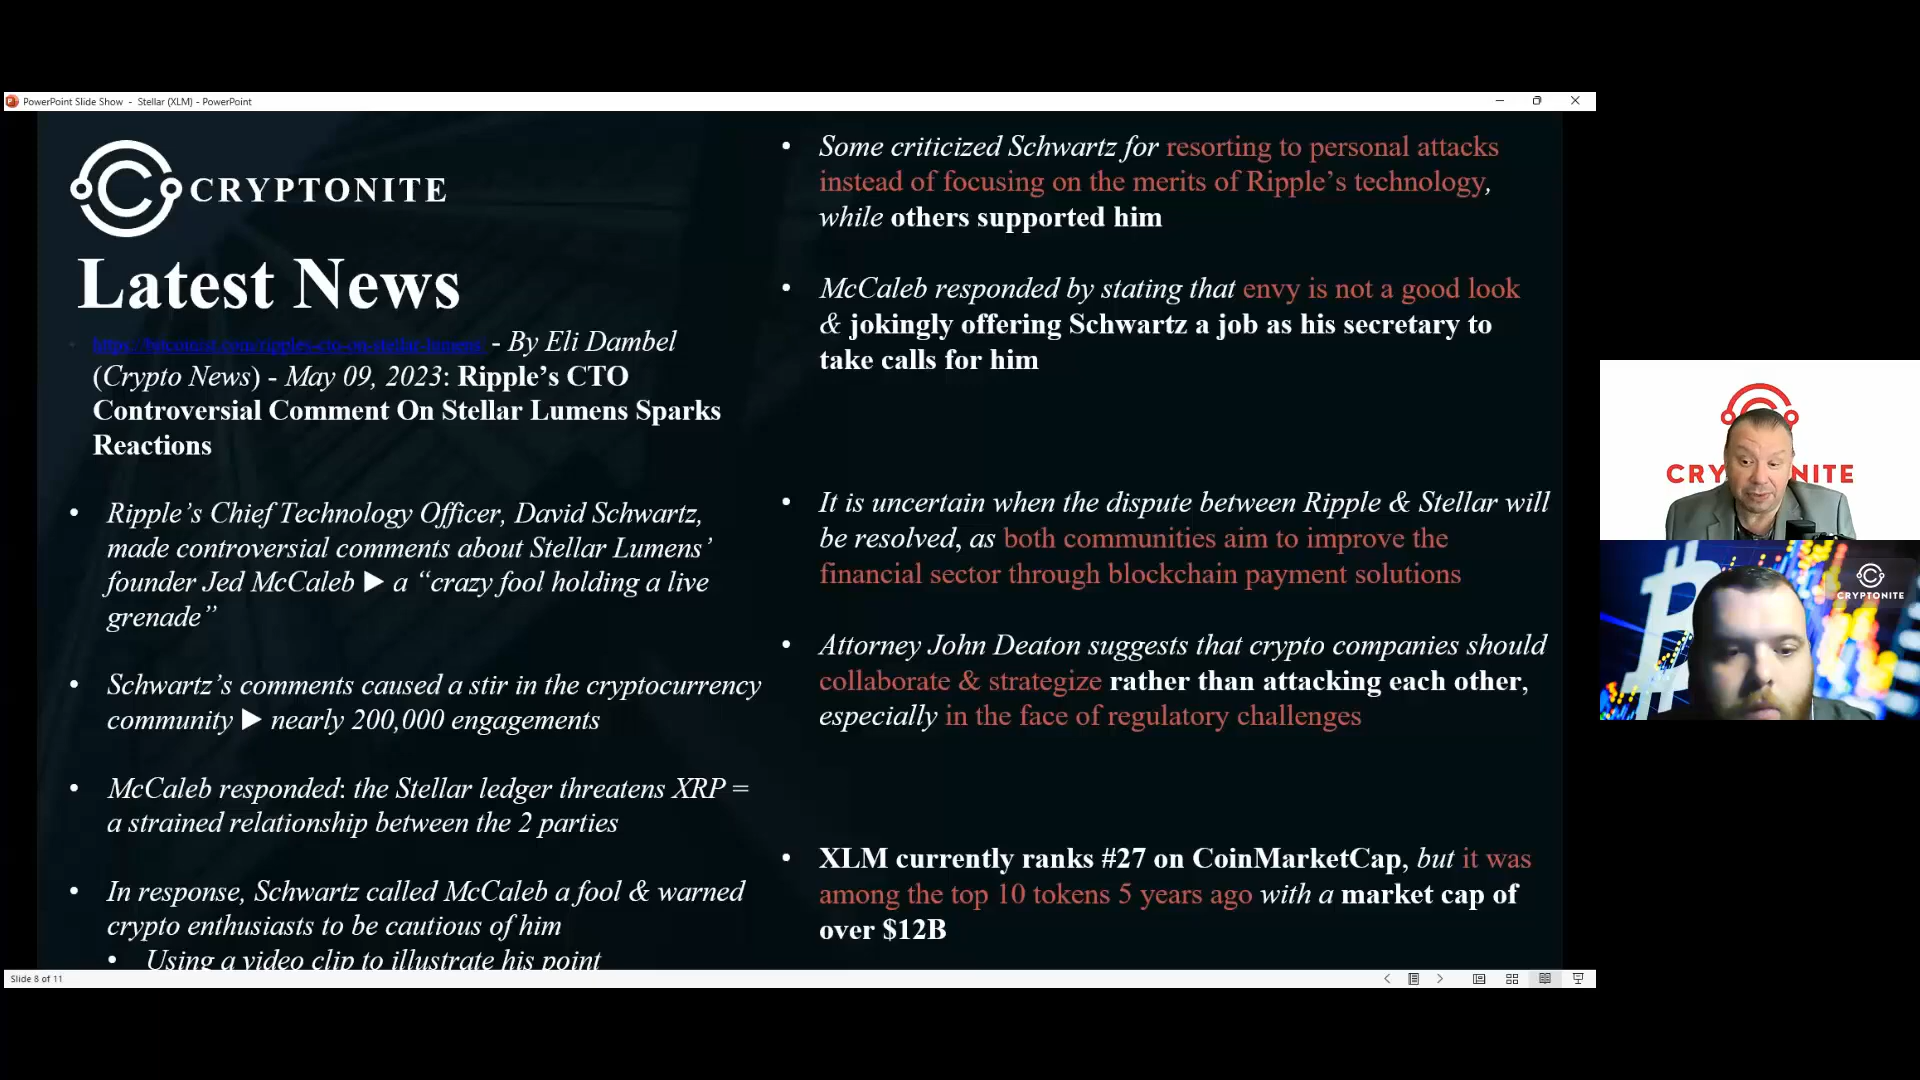 PowerPoint Slide Show - Stellar (XLM) - PowerPoint
CRYPTONITE
Latest News
- By Eli Dambel
(Crypto News) - May 09, 2023: Ripple’s CTO
Controversial Comment On Stellar Lumens Sparks
Reactions
• Ripple’s Chief Technology Officer, David Schwartz,
made controversial comments about Stellar Lumens’
founder Jed McCaleb ▶ a “crazy fool holding a live
grenade”
• Schwartz’s comments caused a stir in the cryptocurrency
community ▶ nearly 200,000 engagements
• McCaleb responded: the Stellar ledger threatens XRP =
a strained relationship between the 2 parties
• In response, Schwartz called McCaleb a fool & warned
crypto enthusiasts to be cautious of him
• Using a video clip to illustrate his point
• Some criticized Schwartz for resorting to personal attacks
instead of focusing on the merits of Ripple’s technology,
while others supported him
• McCaleb responded by stating that envy is not a good look
& jokingly offering Schwartz a job as his secretary to
take calls for him
• It is uncertain when the dispute between Ripple & Stellar will
be resolved, as both communities aim to improve the
financial sector through blockchain payment solutions
• Attorney John Deaton suggests that crypto companies should
collaborate & strategize rather than attacking each other,
especially in the face of regulatory challenges
• XLM currently ranks #27 on CoinMarketCap, but it was
among the top 10 tokens 5 years ago with a market cap of
over $12B
Slide 8 of 11
CRYPTONITE